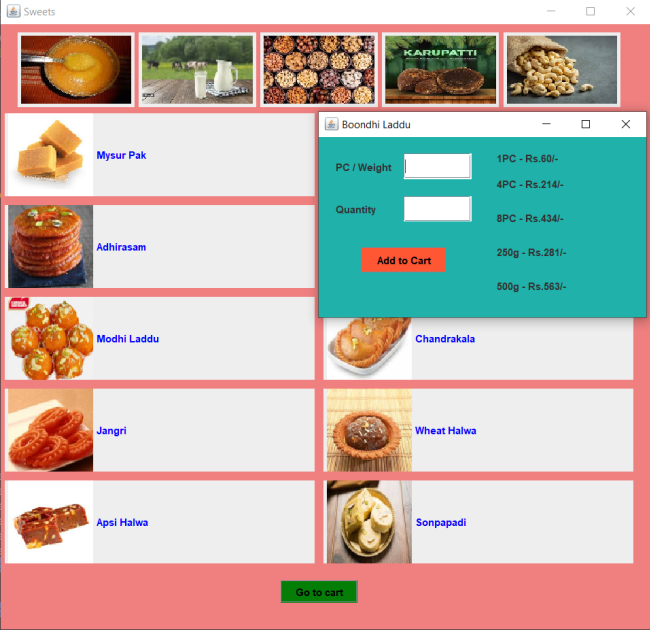 Sweets
KARUPATTI
Mysur Pak
Boondhi Laddu
PC / Weight
1PC - Rs.60/-
4PC - Rs.214/-
Quantity
8PC - Rs.434/-
Add to Cart
250g - Rs.281/-
500g - Rs.563/-
Adhirasam
Modhi Laddu
Chandrakala
Jangri
Wheat Halwa
Apsi Halwa
Sonpapadi
Go to cart